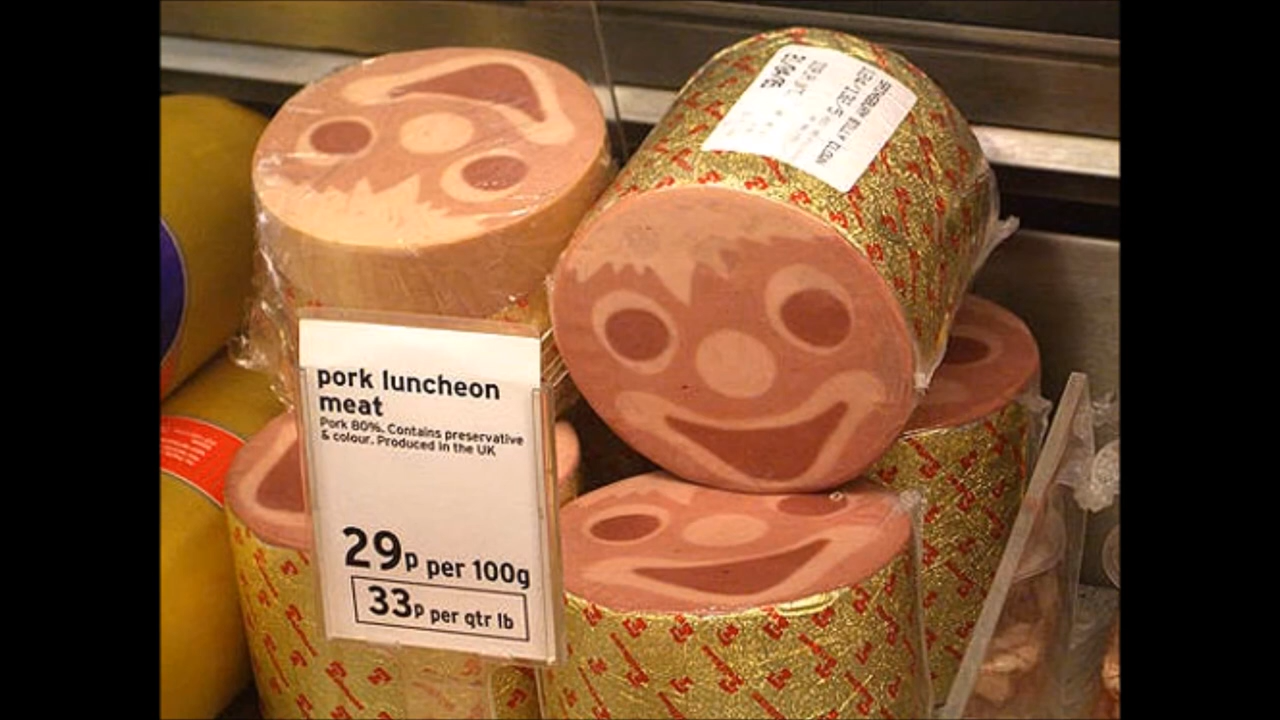 pork luncheon
meat
Pork 80%. Contains preservative
& colour. Produced in the UK
29p per 100g
33p per qtr lb